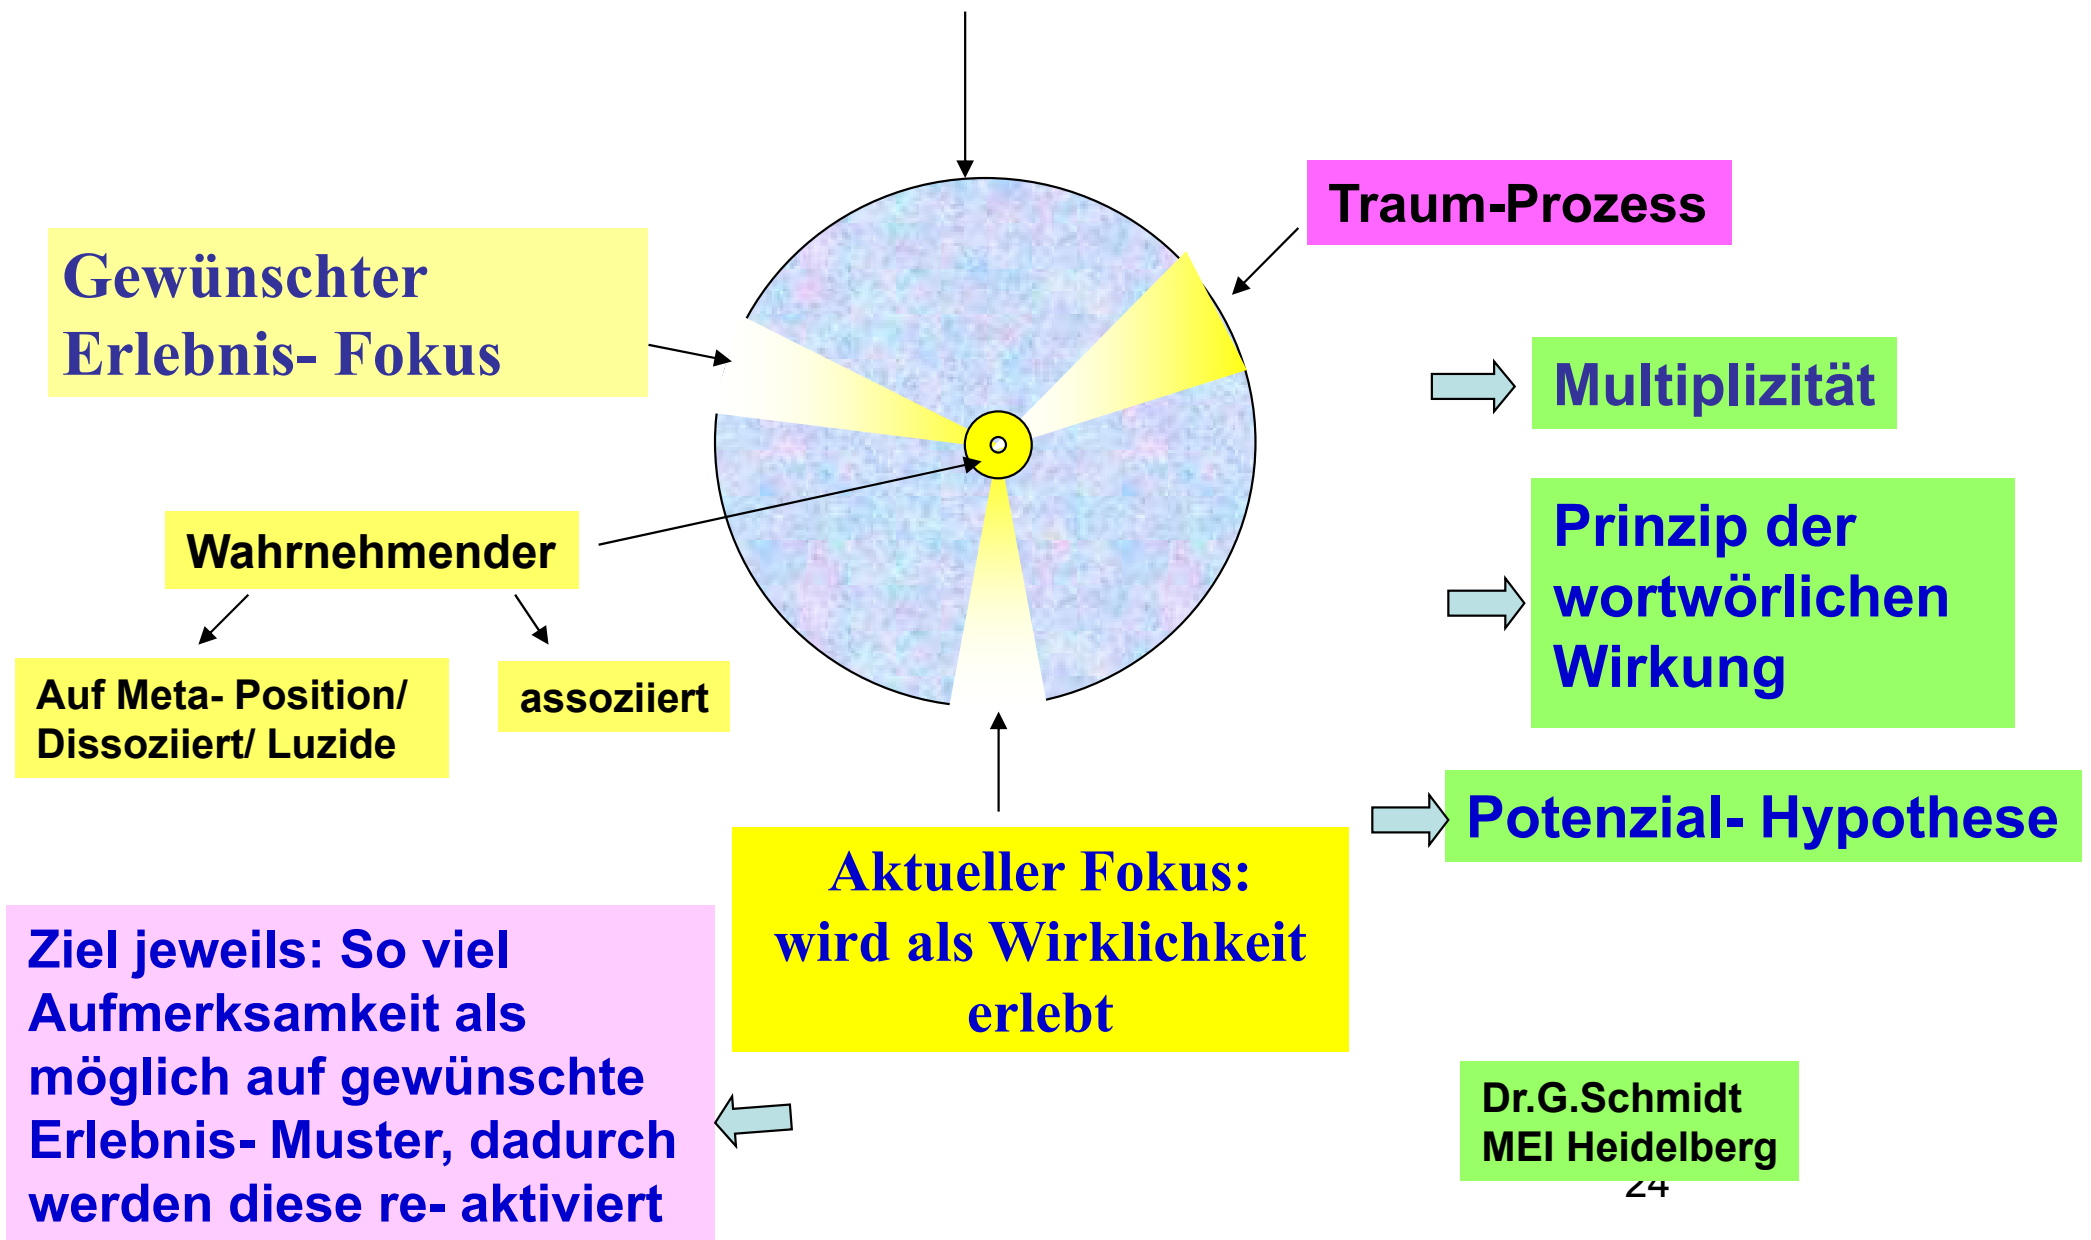 Traum-Prozess
Gewünschter
Erlebnis- Fokus
Multiplizität
Prinzip der
wortwörlichen
Wirkung
Wahrnehmender
Auf Meta- Position/
Dissoziiert/ Luzide
assoziiert
Potenzial- Hypothese
Aktueller Fokus:
wird als Wirklichkeit
erlebt
Ziel jeweils: So viel
Aufmerksamkeit als
möglich auf gewünschte
Erlebnis- Muster, dadurch
werden diese re- aktiviert
Dr.G.Schmidt
MEI Heidelberg
24